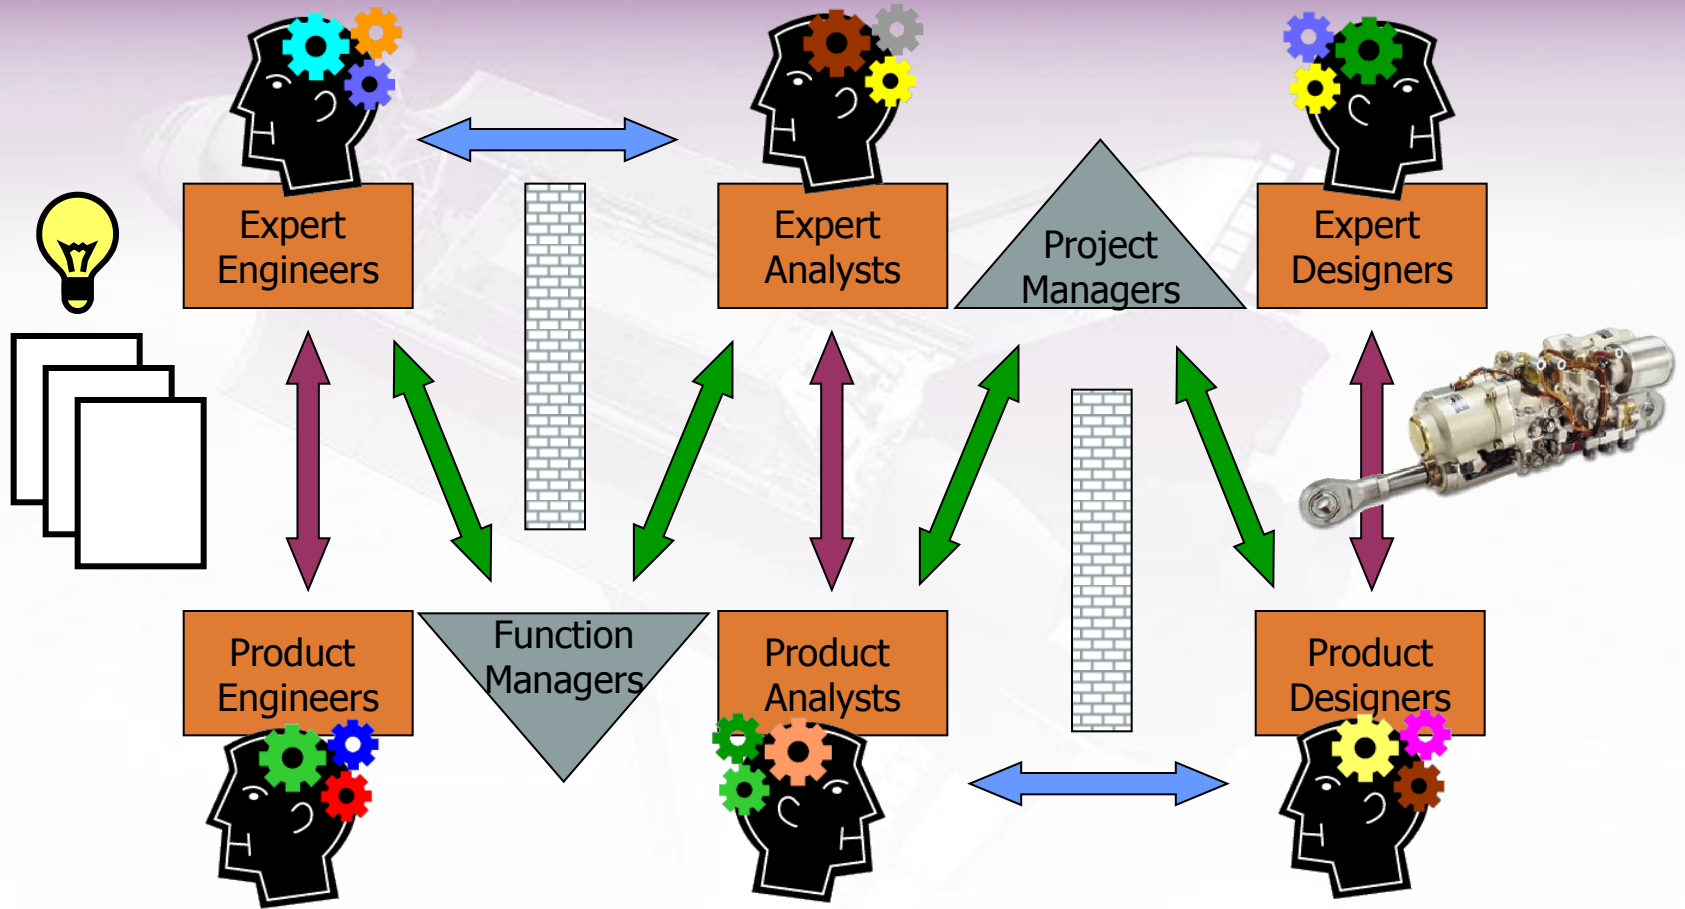 Expert
Engineers
Expert
Analysts
Project
Managers
Expert
Designers
Product
Engineers
Function
Managers
Product
Analysts
Product
Designers